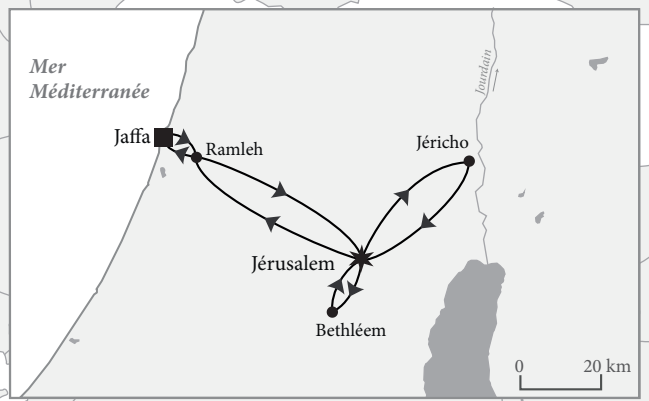 Mer
Méditerranée
Jourdain
Jaffa
Ramleh
Jéricho
Jérusalem
Bethléem
0 20 km